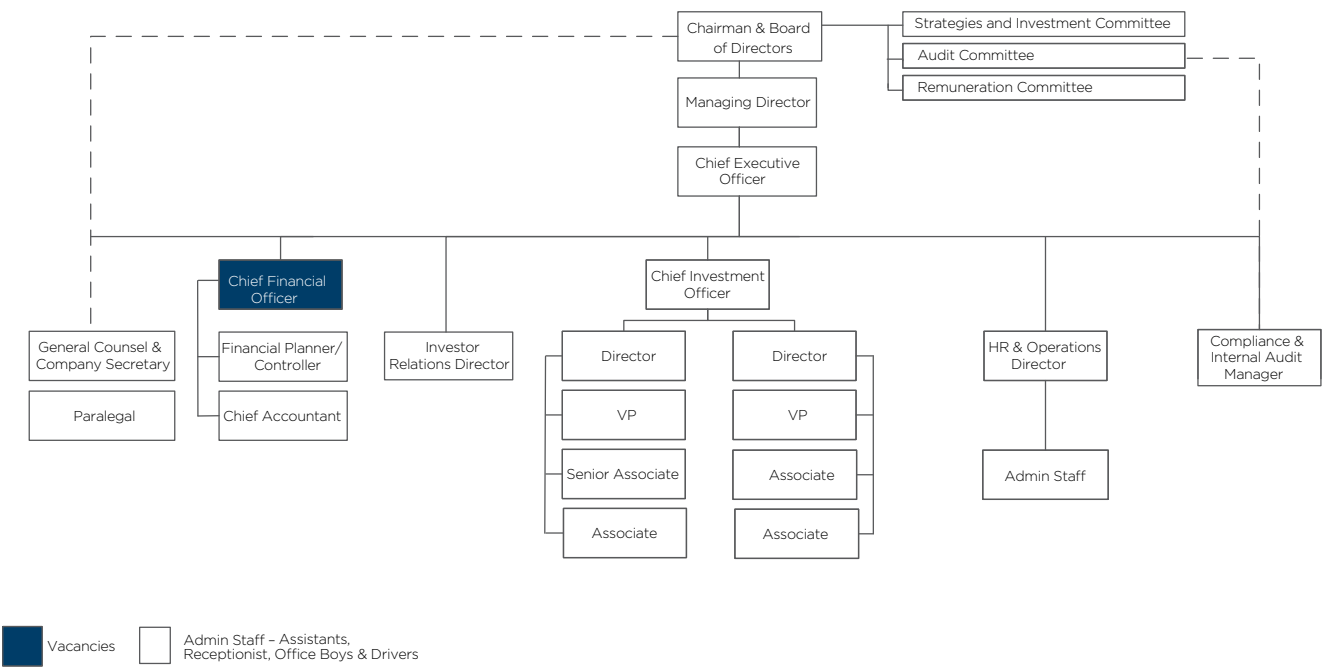 Chairman & Board
of Directors
Strategies and Investment Committee
Audit Committee
Remuneration Committee
Managing Director
Chief Executive
Officer
Chief Financial
Officer
Chief Investment
Officer
General Counsel &
Company Secretary
Financial Planner/
Controller
Investor
Relations Director
Director
Director
HR & Operations
Director
Compliance &
Internal Audit
Manager
Paralegal
Chief Accountant
VP
VP
Senior Associate
Associate
Admin Staff
Associate
Associate
Vacancies
Admin Staff – Assistants,
Receptionist, Office Boys & Drivers